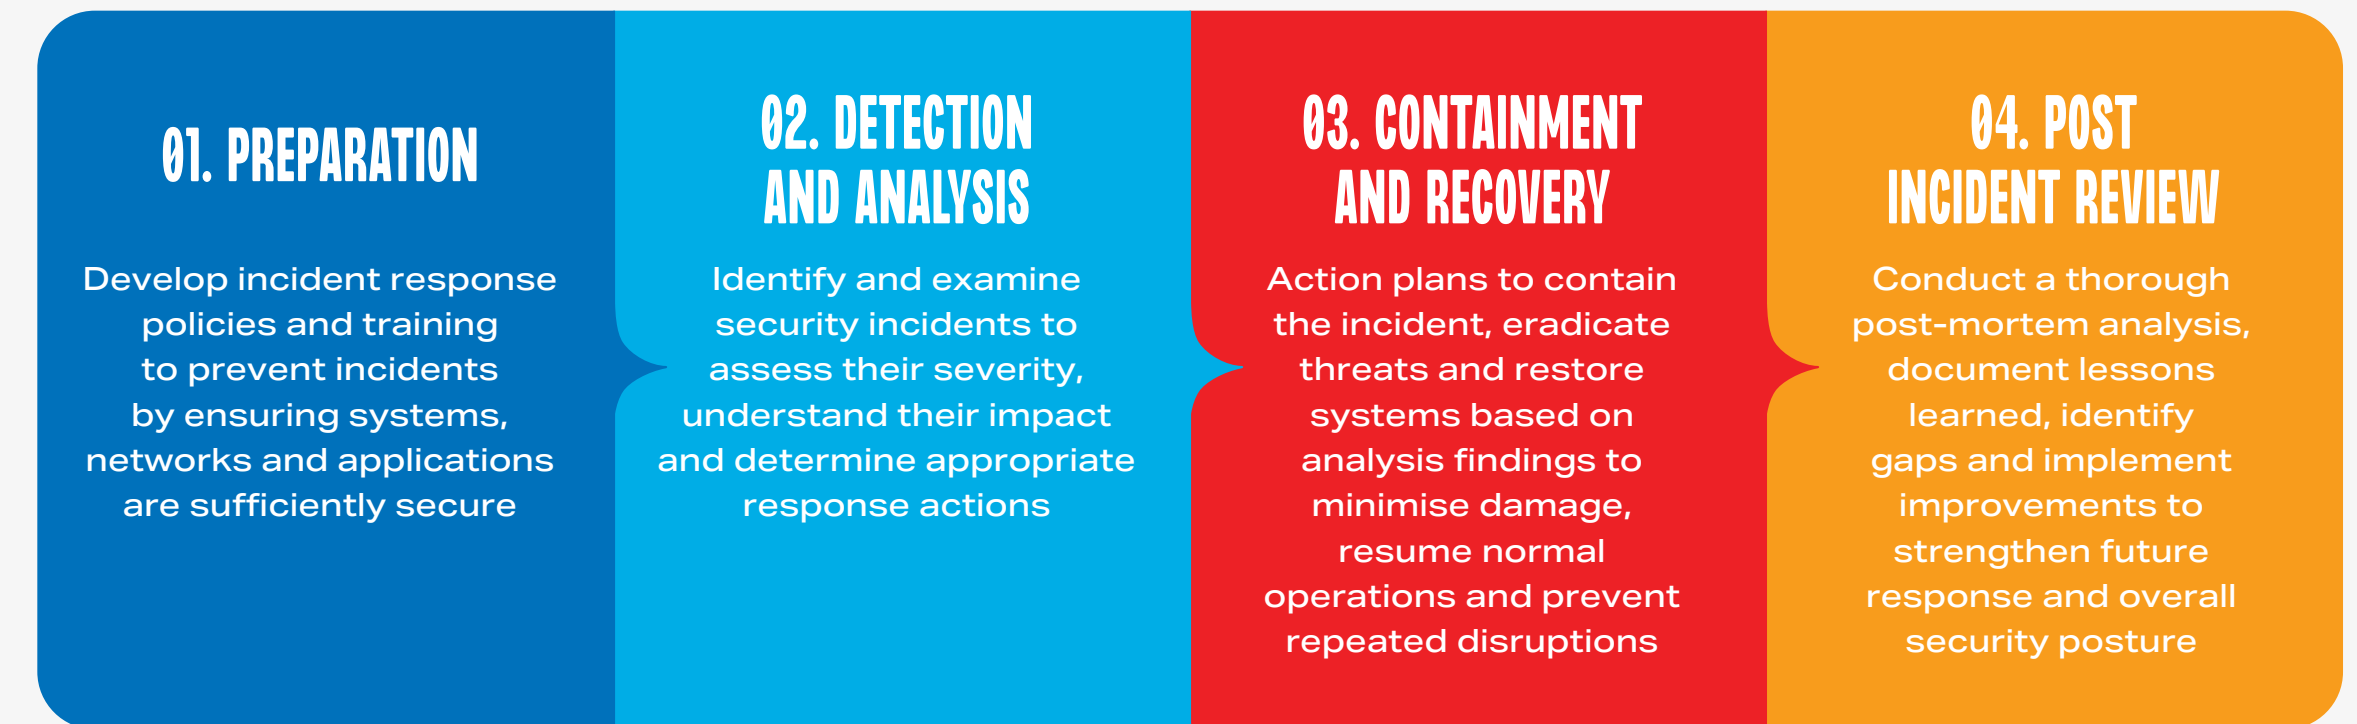 01. PREPARATION
Develop incident response
policies and training
to prevent incidents
by ensuring systems,
networks and applications
are sufficiently secure
02. DETECTION
AND ANALYSIS
Identify and examine
security incidents to
assess their severity,
understand their impact
and determine appropriate
response actions
03. CONTAINMENT
AND RECOVERY
Action plans to contain
the incident, eradicate
threats and restore
systems based on
analysis findings to
minimise damage,
resume normal
operations and prevent
repeated disruptions
04. POST
INCIDENT REVIEW
Conduct a thorough
post-mortem analysis,
document lessons
learned, identify
gaps and implement
improvements to
strengthen future
response and overall
security posture